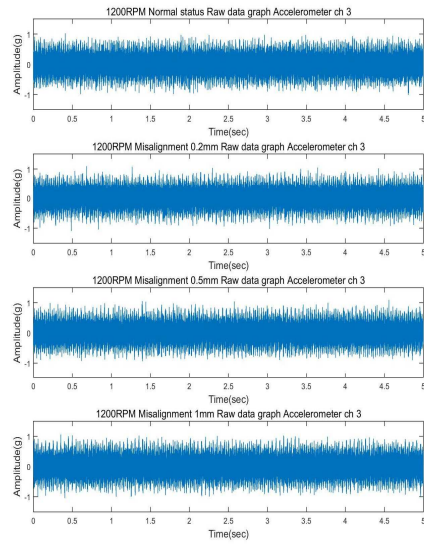 1200RPM Normal status Raw data graph Accelerometer ch 3
Amplitude(g)
1
0
-1
0 0.5 1 1.5 2 2.5 3 3.5 4 4.5 5
Time(sec)
1200RPM Misalignment 0.2mm Raw data graph Accelerometer ch 3
Amplitude(g)
1
0
-1
0 0.5 1 1.5 2 2.5 3 3.5 4 4.5 5
Time(sec)
1200RPM Misalignment 0.5mm Raw data graph Accelerometer ch 3
Amplitude(g)
1
0
-1
0 0.5 1 1.5 2 2.5 3 3.5 4 4.5 5
Time(sec)
1200RPM Misalignment 1mm Raw data graph Accelerometer ch 3
Amplitude(g)
1
0
-1
0 0.5 1 1.5 2 2.5 3 3.5 4 4.5 5
Time(sec)